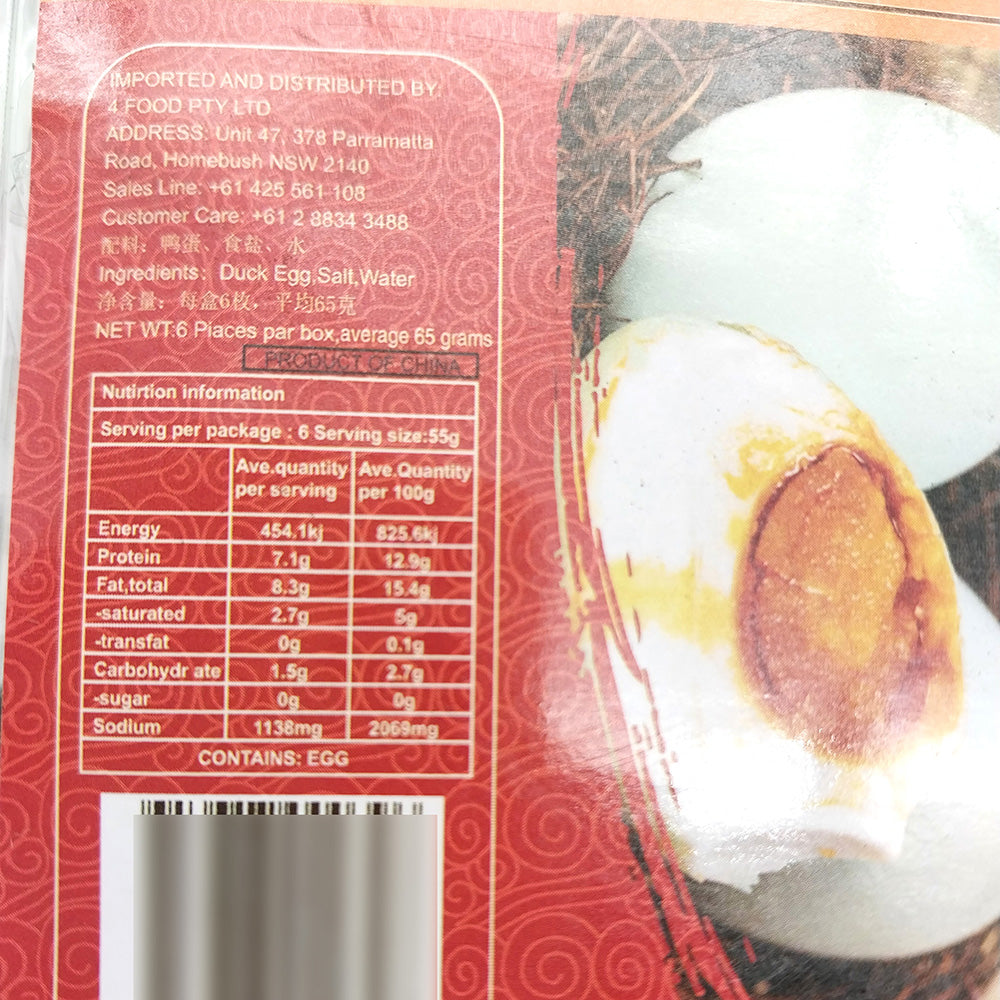 IMPORTED AND DISTRIBUTED BY:
4 FOOD PTY LTD
ADDRESS: Unit 47, 378 Parramatta
Road, Homebush NSW 2140
Sales Line: +61 425 561 108
Customer Care: +61 2 8834 3488
配料：鸭蛋、食盐、水
Ingredients: Duck Egg,Salt,Water
净含量：每盒6枚，平均65克
NET WT:6 Piaces par box,average 65 grams
PRODUCT OF CHINA
Nutirtion information
Serving per package : 6 Serving size:55g
Ave.quantity per serving Ave.Quantity per 100g
Energy 454.1kj 825.6kj
Protein 7.1g 12.9g
Fat,total 8.3g 15.4g
-saturated 2.7g 5g
-transfat 0g 0.1g
Carbohydr ate 1.5g 2.7g
-sugar 0g 0g
Sodlum 1138mg 2069mg
CONTAINS: EGG